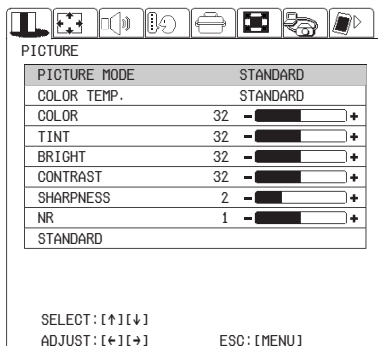 PICTURE
PICTURE MODE STANDARD
COLOR TEMP. STANDARD
COLOR 32 - +
TINT 32 - +
BRIGHT 32 - +
CONTRAST 32 - +
SHARPNESS 2 - +
NR 1 - +
STANDARD
SELECT:[↑][↓]
ADJUST:[←][→] ESC:[MENU]